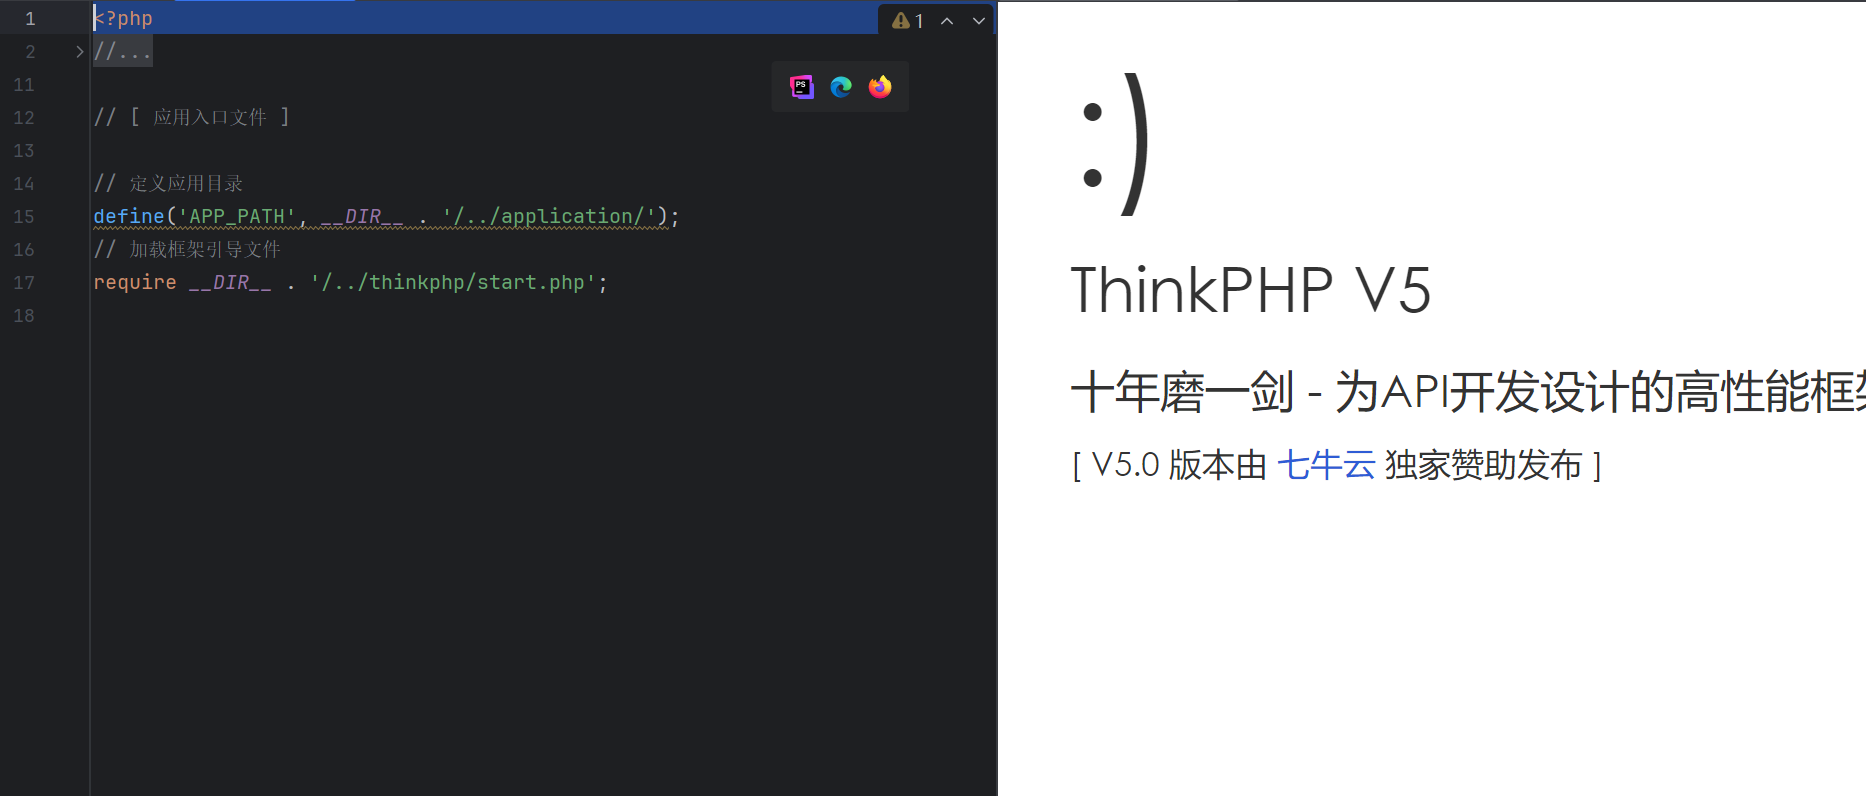 1 <?php
2 //...
11
12 // [ 应用入口文件 ]
13
14 // 定义应用目录
15 define('APP_PATH', __DIR__ . '/../application/');
16 // 加载框架引导文件
17 require __DIR__ . '/../thinkphp/start.php';
18
1
PS
:)
ThinkPHP V5
十年磨一剑 - 为API开发设计的高性能框
[ V5.0 版本由 七牛云 独家赞助发布 ]